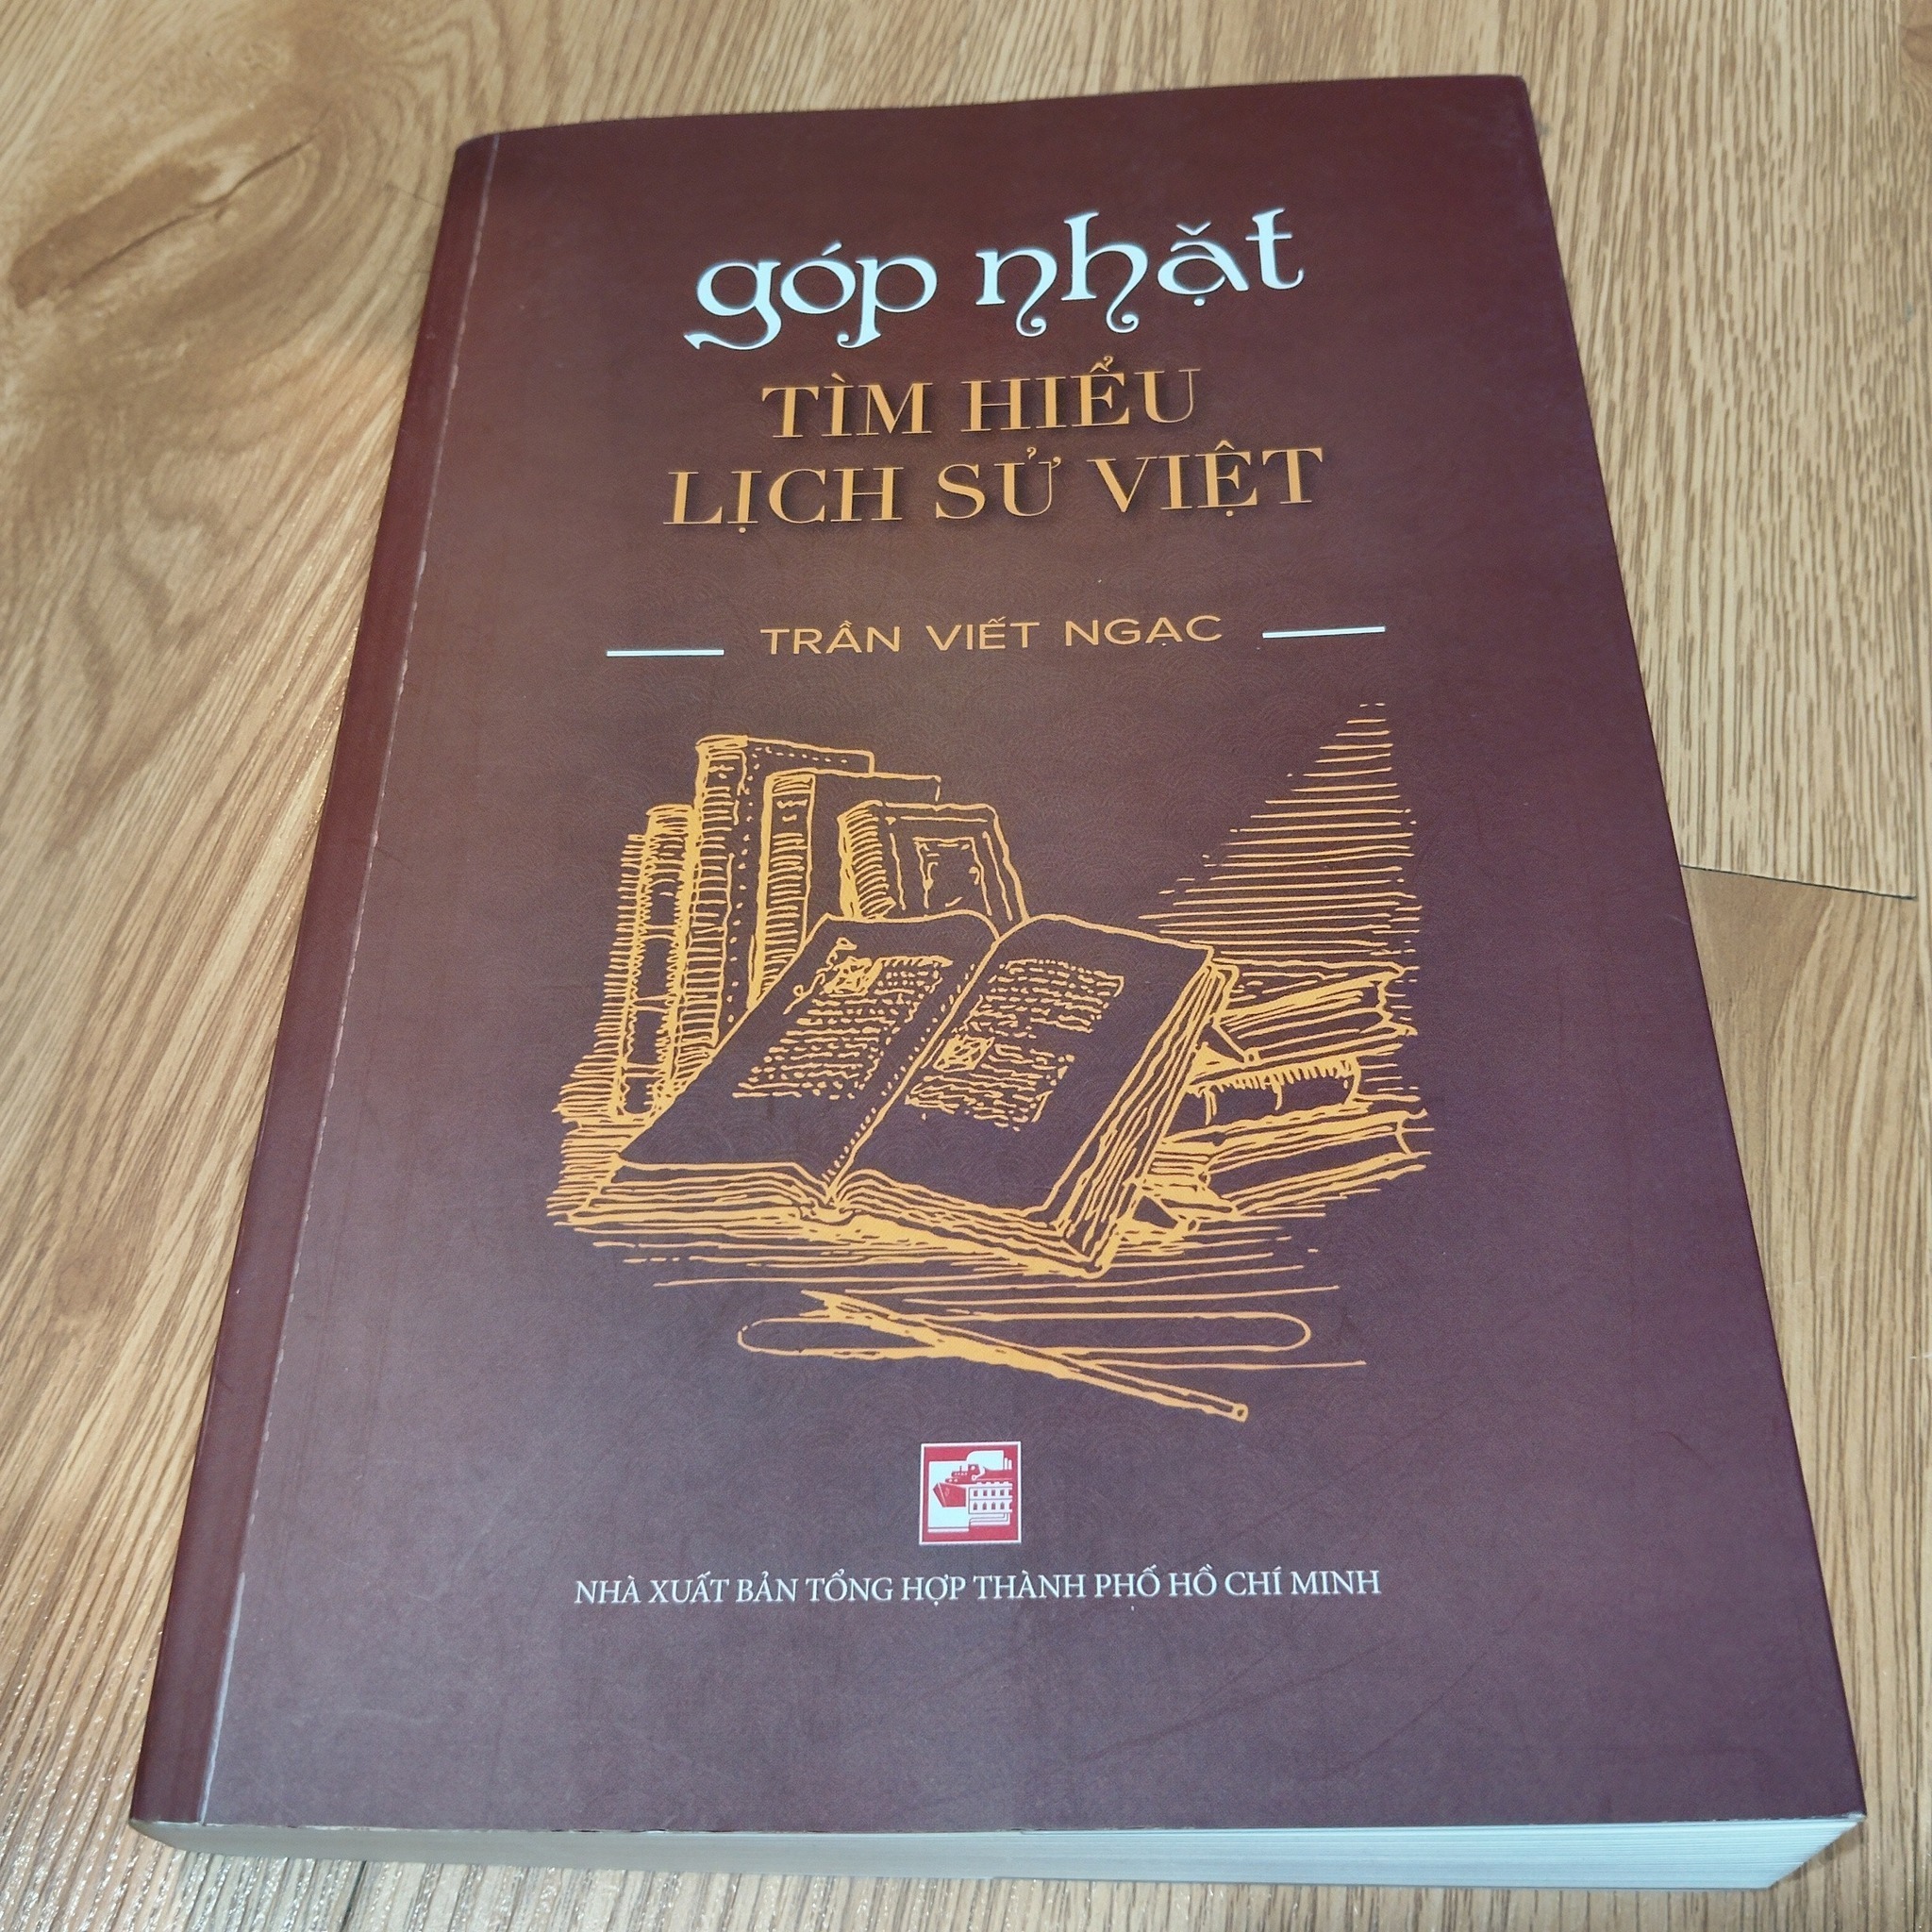 góp nhặt
TÌM HIỂU
LỊCH SỬ VIỆT
TRẦN VIẾT NGẠC
NHÀ XUẤT BẢN TỔNG HỢP THÀNH PHỐ HỒ CHÍ MINH